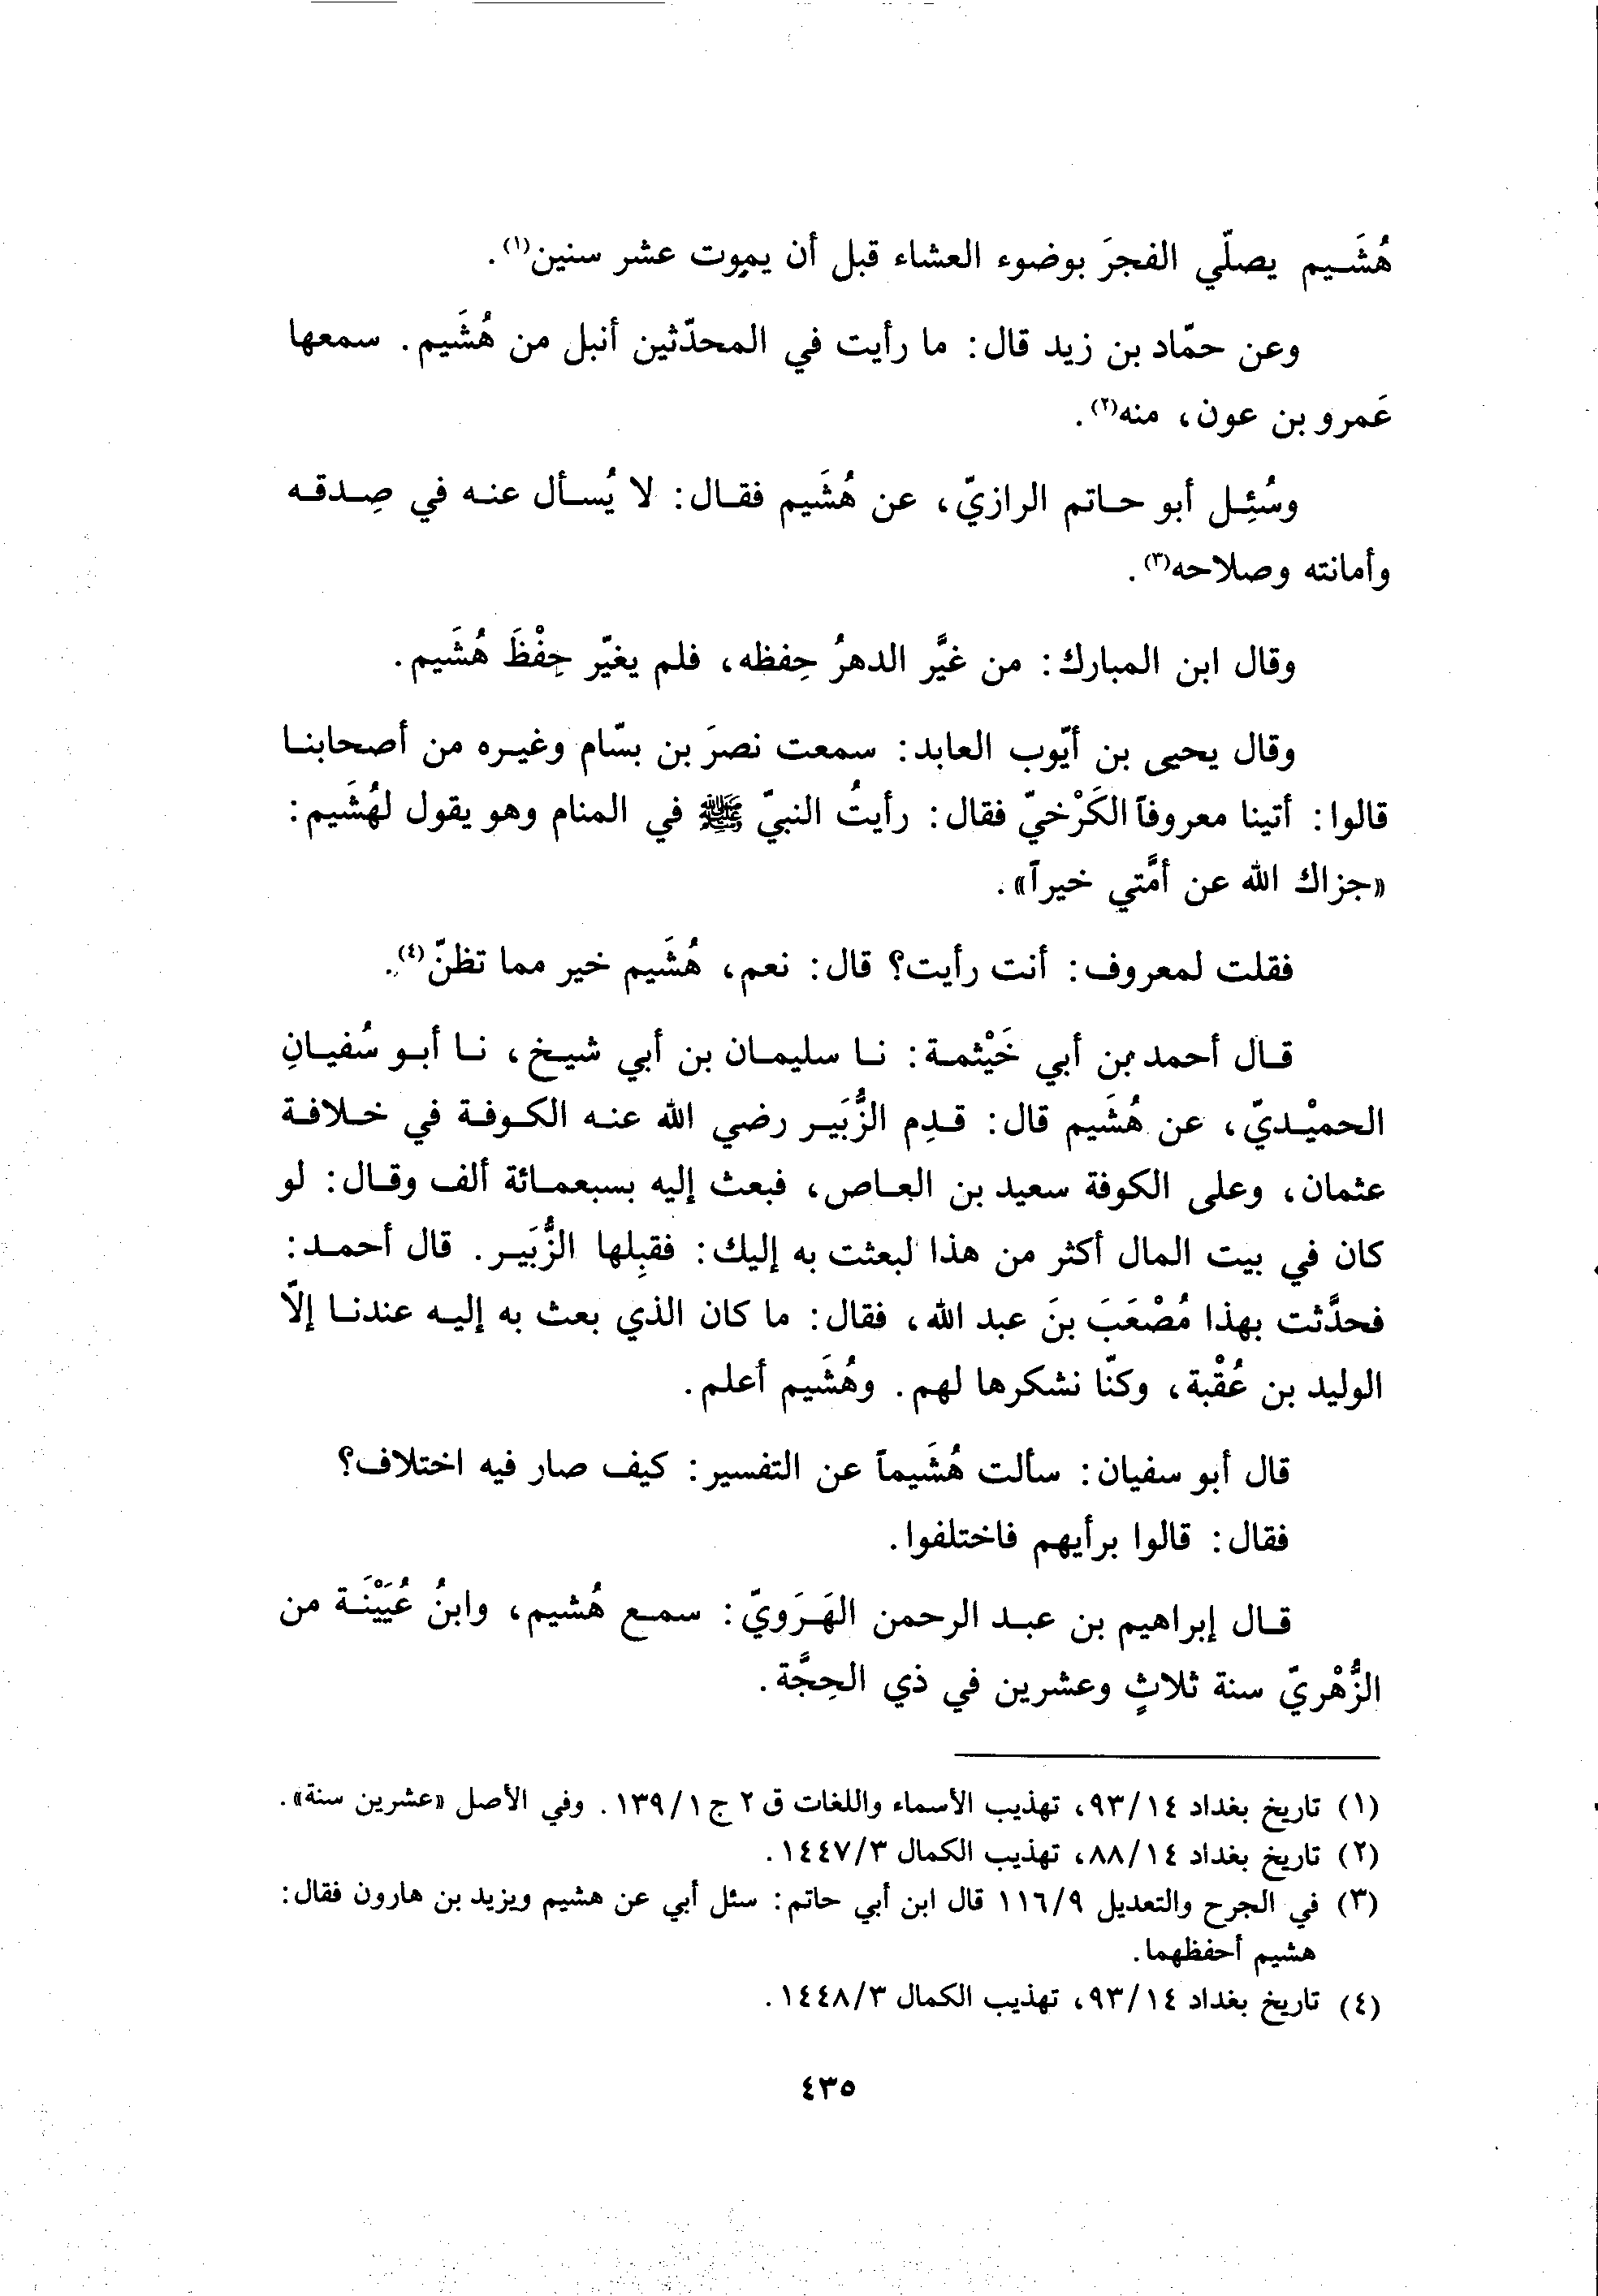 هُشَيم يصلّي الفجرَ بوضوء العشاء قبل أن يموت عشر سنين(١).
وعن حمّاد بن زيد قال: ما رأيت في المحدّثين أنبل من هُشَيم. سمعها
عَمرو بن عون، منه(٢).
وسُئِل أبو حاتم الرازيّ، عن هُشَيم فقال: لا يُسأل عنه في صِدقه
وأمانته وصلاحه(٣).
وقال ابن المبارك: من غيَّر الدهرُ حِفظه، فلم يغيّر حِفْظَ هُشَيم.
وقال يحيى بن أيّوب العابد: سمعت نصرَ بن بسّام وغيره من أصحابنا
قالوا: أتينا معروفاً الكَرْخيّ فقال: رأيتُ النبيّ ﷺ في المنام وهو يقول لهُشَيم:
«جزاك الله عن أمَّتي خيراً».
فقلت لمعروف: أنت رأيت؟ قال: نعم، هُشَيم خير مما تظنّ(٤).
قال أحمد بن أبي خَيْثمة: نا سليمان بن أبي شيخ، نا أبو سُفيانِ
الحميْديّ، عن هُشَيم قال: قدِم الزُّبَير رضي الله عنه الكوفة في خلافة
عثمان، وعلى الكوفة سعيد بن العاص، فبعث إليه بسبعمائة ألف وقال: لو
كان في بيت المال أكثر من هذا لبعثت به إليك: فقبِلها الزُّبَير. قال أحمد:
فحدَّثت بهذا مُصْعَبَ بنَ عبد الله، فقال: ما كان الذي بعث به إليه عندنا إلّا
الوليد بن عُقْبة، وكنّا نشكرها لهم. وهُشَيم أعلم.
قال أبو سفيان: سألت هُشَيماً عن التفسير: كيف صار فيه اختلاف؟
فقال: قالوا برأيهم فاختلفوا.
قال إبراهيم بن عبد الرحمن الهَرَويّ: سمع هُشيم، وابنُ عُيَيْنَة من
الزُّهْريّ سنة ثلاثٍ وعشرين في ذي الحِجَّة.
(١) تاريخ بغداد ٩٣/١٤، تهذيب الأسماء واللغات ق ٢ ج ١٣٩/١. وفي الأصل «عشرين سنة».
(٢) تاريخ بغداد ٨٨/١٤، تهذيب الكمال ١٤٤٧/٣.
(٣) في الجرح والتعديل ١١٦/٩ قال ابن أبي حاتم: سئل أبي عن هشيم ويزيد بن هارون فقال:
هشيم أحفظهما.
(٤) تاريخ بغداد ٩٣/١٤، تهذيب الكمال ١٤٤٨/٣.
٤٣٥